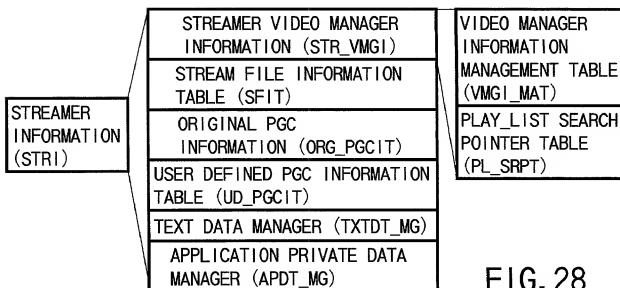 STREAMER
INFORMATION
(STRI)
STREAMER VIDEO MANAGER
INFORMATION (STR_VMGI)
STREAM FILE INFORMATION
TABLE (SFIT)
ORIGINAL PGC
INFORMATION (ORG_PGCIT)
USER DEFINED PGC INFORMATION
TABLE (UD_PGCIT)
TEXT DATA MANAGER (TXTDT_MG)
APPLICATION PRIVATE DATA
MANAGER (APDT_MG)
VIDEO MANAGER
INFORMATION
MANAGEMENT TABLE
(VMGI_MAT)
PLAY_LIST SEARCH
POINTER TABLE
(PL_SRPT)
FIG. 28